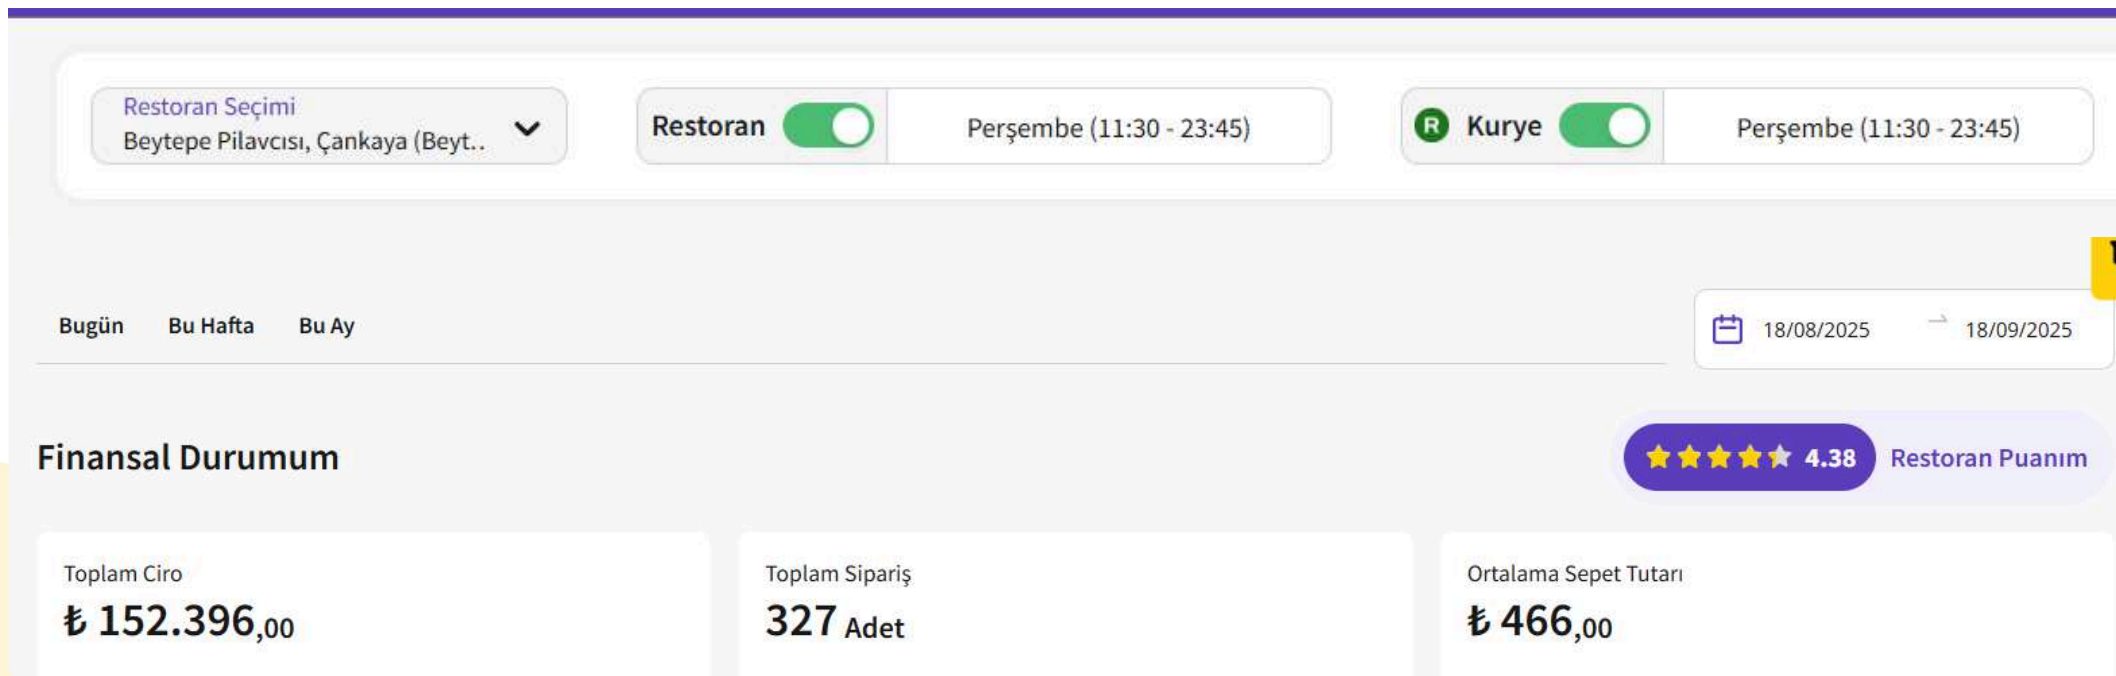 Restoran Seçimi
Beytepe Pilavcısı, Çankaya (Beyt..
Restoran
Perşembe (11:30 - 23:45)
R Kurye
Perşembe (11:30 - 23:45)
Bugün Bu Hafta Bu Ay
18/08/2025 → 18/09/2025
Finansal Durumum
4.38 Restoran Puanım
Toplam Ciro
₺ 152.396,00
Toplam Sipariş
327 Adet
Ortalama Sepet Tutarı
₺ 466,00